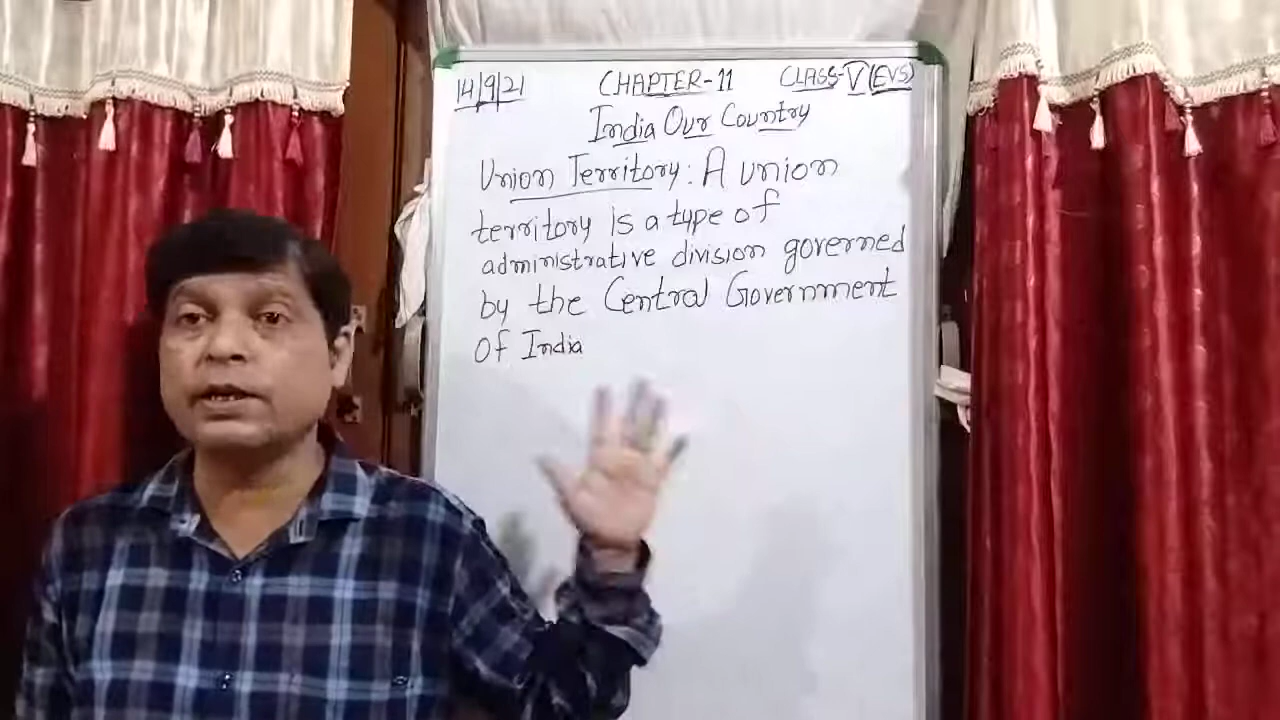 14/9/21 CHAPTER-11 CLASS-V (EVS)
India Our Country
Union Territory: A union
territory is a type of
administrative division governed
by the Central Government
Of India